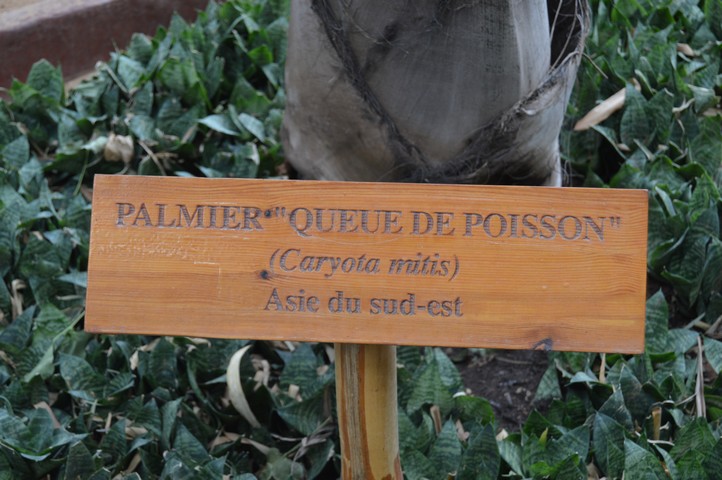 PALMIER "QUEUE DE POISSON"
(Caryota mitis)
Asie du sud-est